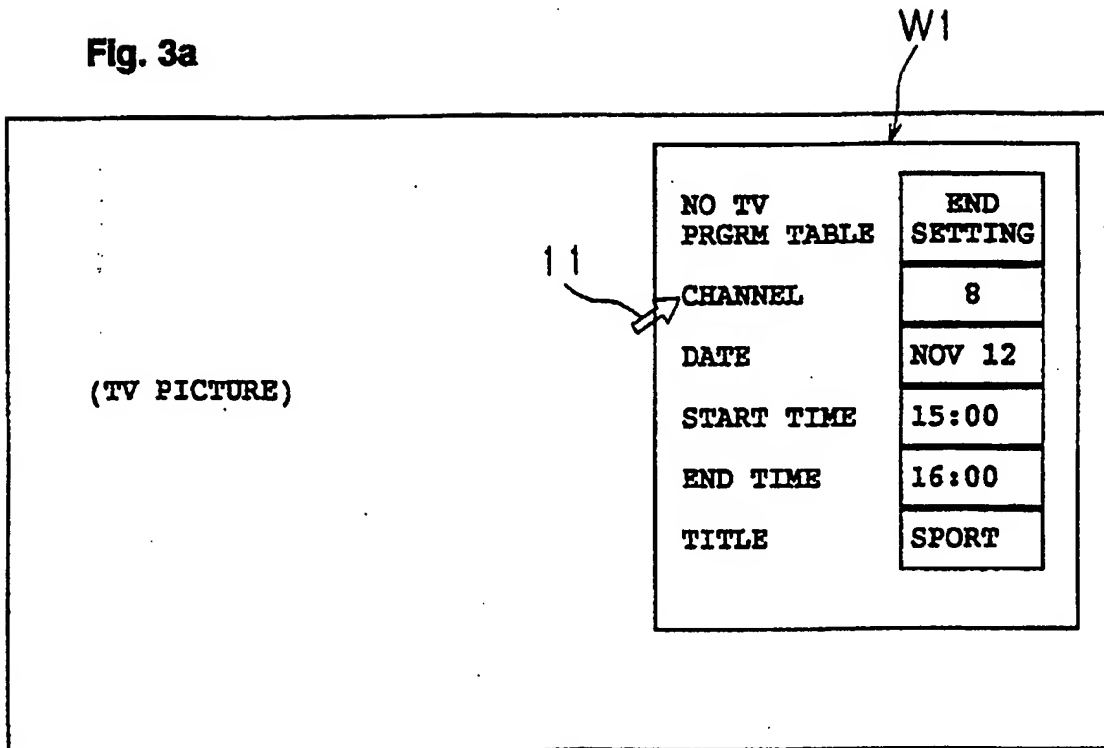 Fig. 3a
W1
NO TV
PRGRM TABLE
END
SETTING
11
CHANNEL
8
DATE
NOV 12
(TV PICTURE)
START TIME
15:00
END TIME
16:00
TITLE
SPORT